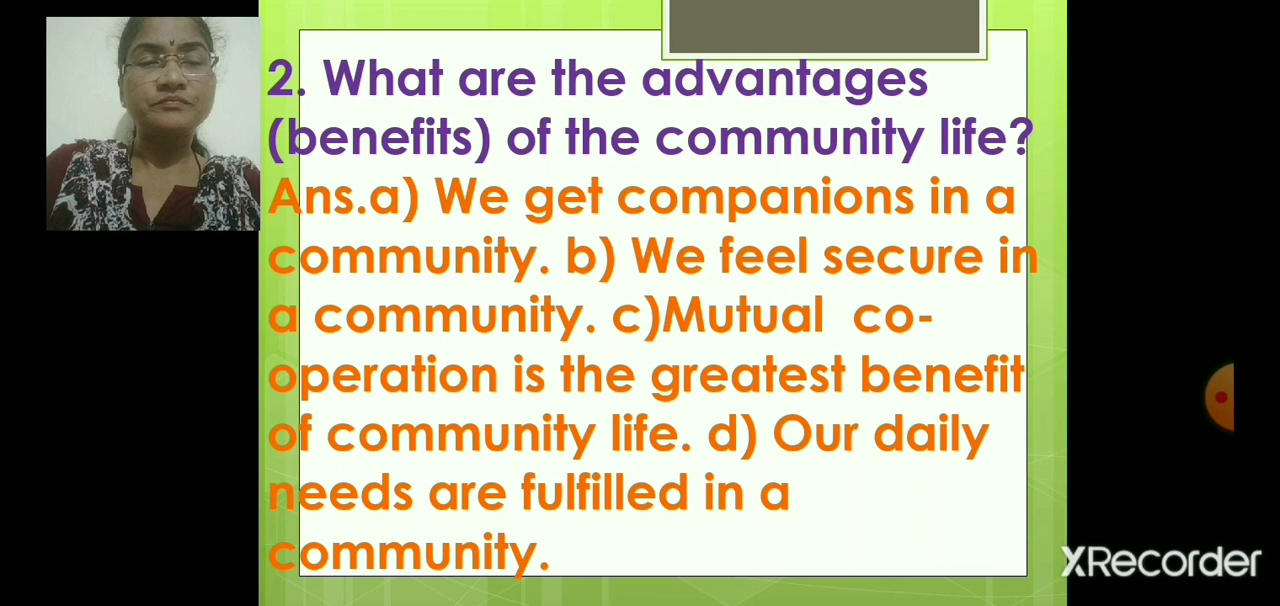 2. What are the advantages
(benefits) of the community life?
Ans.a) We get companions in a
community. b) We feel secure in
a community. c)Mutual  co-
operation is the greatest benefit
of community life. d) Our daily
needs are fulfilled in a
community.
XRecorder